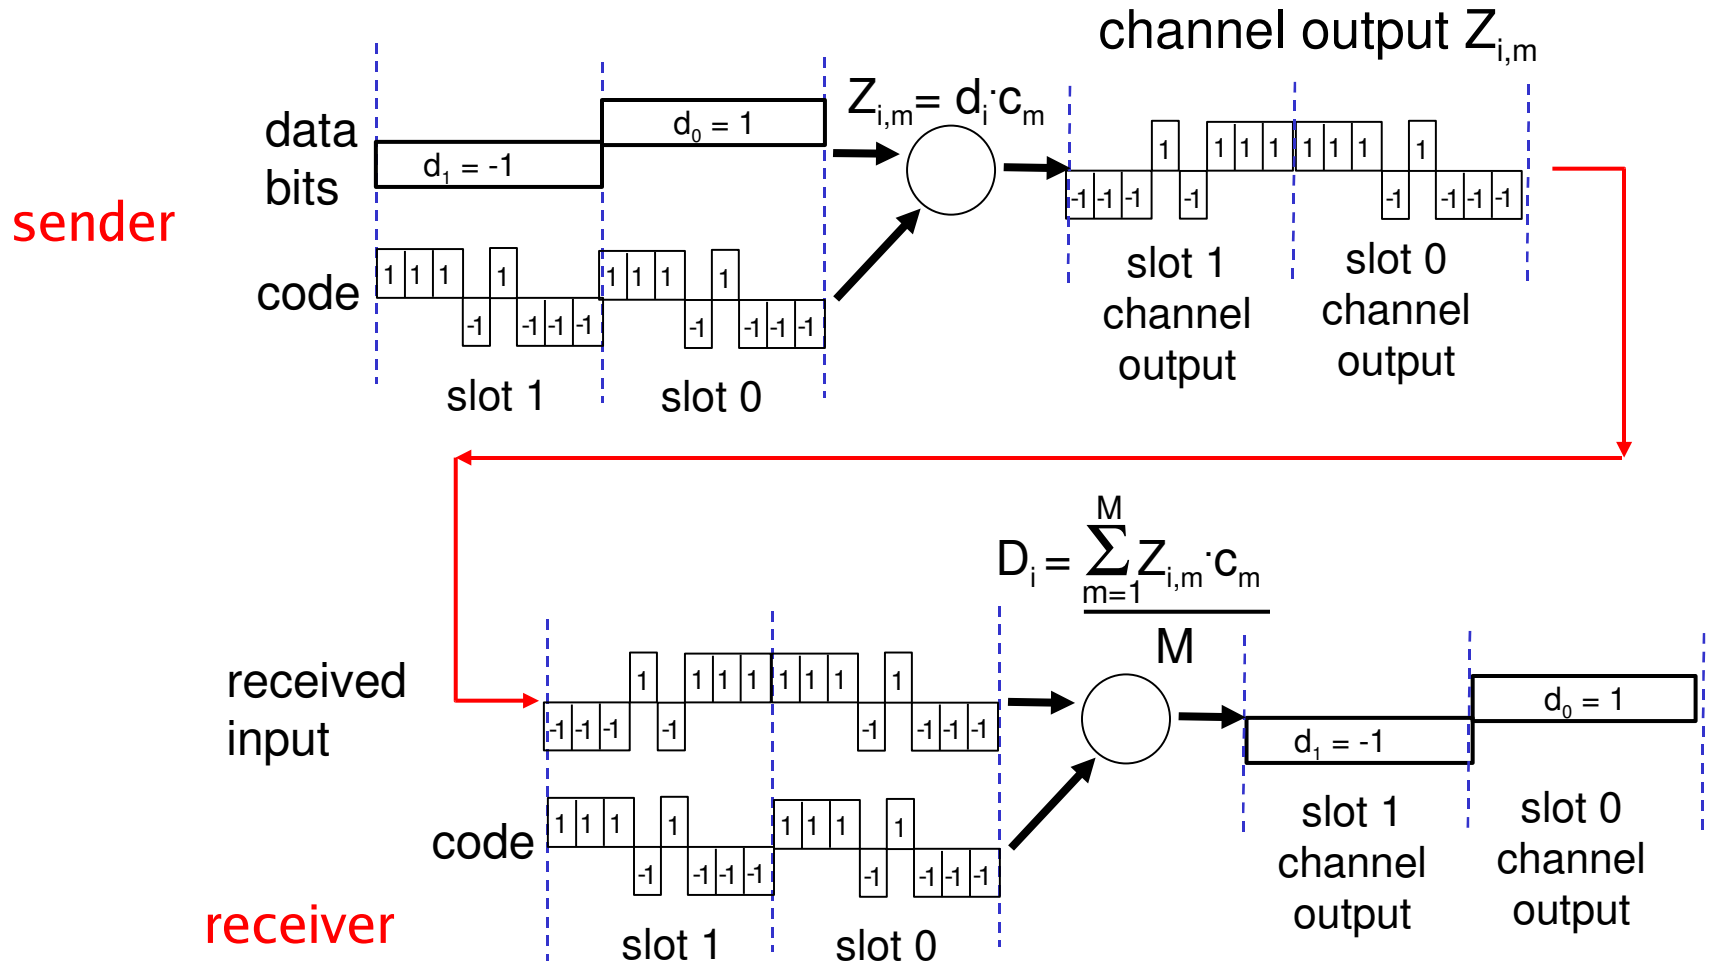 channel output Z_{i,m}
sender
data
bits
d_1 = -1
d_0 = 1
Z_{i,m} = d_i·c_m
code
1 1 1 -1 1 -1 -1 -1
1 1 1 -1 1 -1 -1 -1
slot 1
slot 0
-1 -1 -1 1 -1 1 1 1
1 1 1 -1 1 -1 -1 -1
slot 1
channel
output
slot 0
channel
output
D_i = Σ_{m=1}^{M} Z_{i,m}·c_m
M
received
input
-1 -1 -1 1 -1 1 1 1
1 1 1 -1 1 -1 -1 -1
code
1 1 1 -1 1 -1 -1 -1
1 1 1 -1 1 -1 -1 -1
slot 1
slot 0
receiver
d_1 = -1
d_0 = 1
slot 1
channel
output
slot 0
channel
output